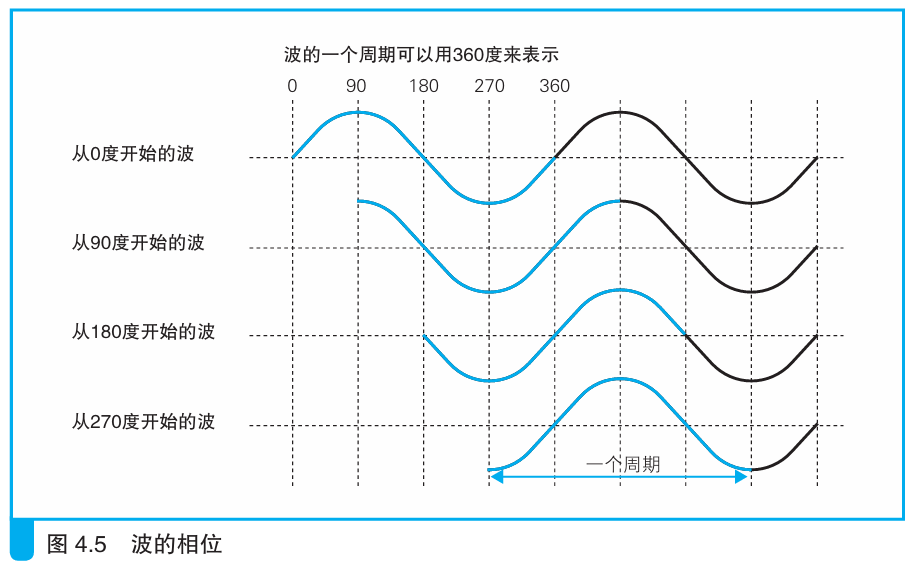 波的一个周期可以用360度来表示
0 90 180 270 360
从0度开始的波
从90度开始的波
从180度开始的波
从270度开始的波
一个周期
图 4.5 波的相位